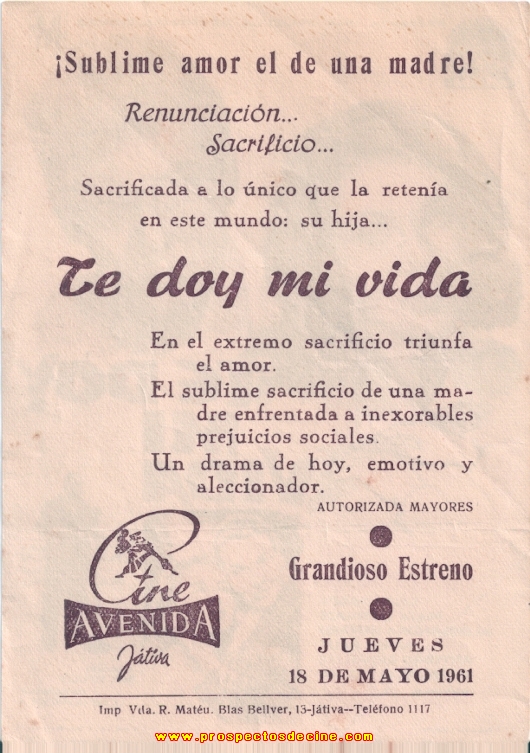 ¡Sublime amor el de una madre!
Renunciación...
Sacrificio...
Sacrificada a lo único que la retenía
en este mundo: su hija...
Te doy mi vida
En el extremo sacrificio triunfa
el amor.
El sublime sacrificio de una ma-
dre enfrentada a inexorables
prejuicios sociales.
Un drama de hoy, emotivo y
aleccionador.
AUTORIZADA MAYORES
Grandioso Estreno
Cine
AVENIDA
Játiva
JUEVES
18 DE MAYO 1961
Imp Vda. R. Matéu. Blas Bellver, 13-Játiva--Teléfono 1117
www.prospectosdecine.com